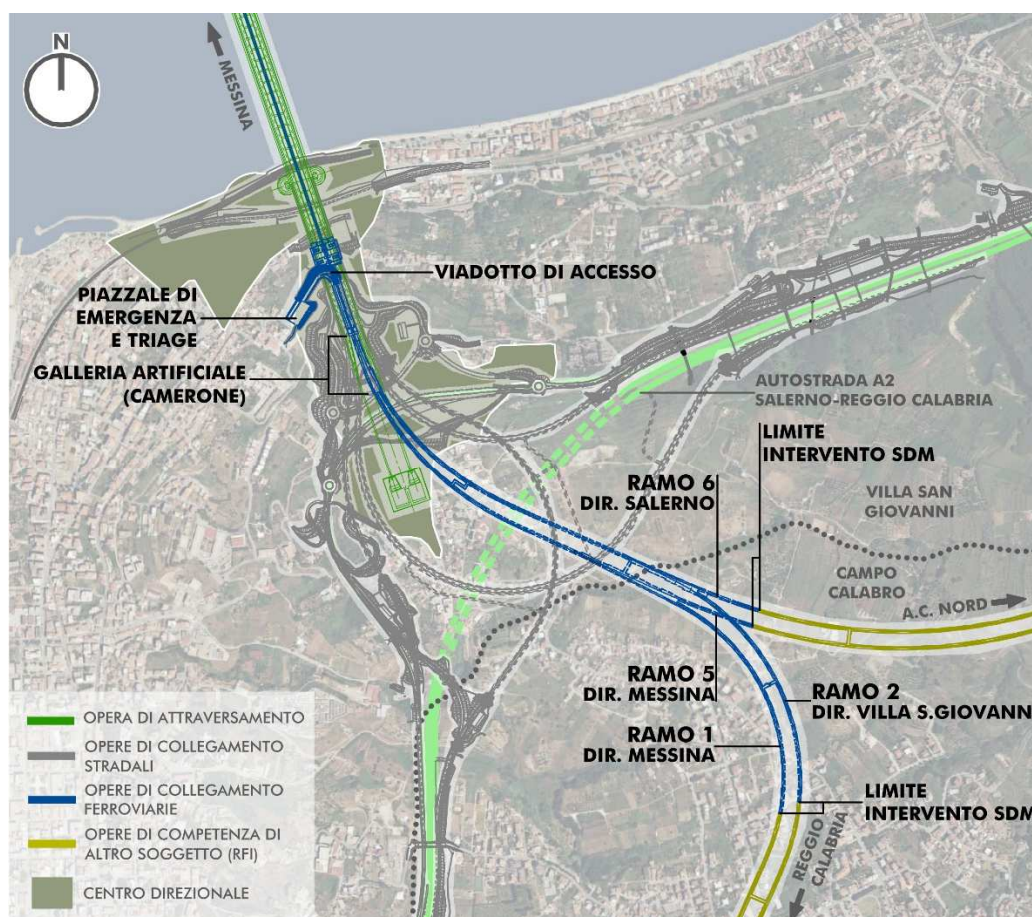 N
MESSINA
VIADOTTO DI ACCESSO
PIAZZALE DI
EMERGENZA
E TRIAGE
GALLERIA ARTIFICIALE
(CAMERONE)
AUTOSTRADA A2
SALERNO-REGGIO CALABRIA
LIMITE
INTERVENTO SDM
RAMO 6
DIR. SALERNO
VILLA SAN
GIOVANNI
CAMPO
CALABRO
A.C. NORD
RAMO 5
DIR. MESSINA
RAMO 2
DIR. VILLA S.GIOVANN
RAMO 1
DIR. MESSINA
LIMITE
INTERVENTO SDM
REGGIO
CALABRIA
OPERA DI ATTRAVERSAMENTO
OPERE DI COLLEGAMENTO
STRADALI
OPERE DI COLLEGAMENTO
FERROVIARIE
OPERE DI COMPETENZA DI
ALTRO SOGGETTO (RFI)
CENTRO DIREZIONALE